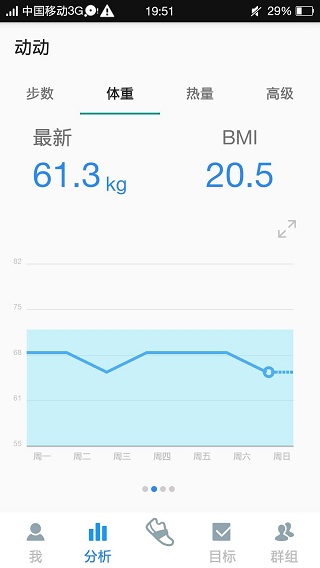 中国移动3G 19:51 29%
动动
步数 体重 热量 高级
最新 BMI
61.3 kg 20.5
82
75
68
61
55
周一 周二 周三 周四 周五 周六 周日
我 分析 目标 群组